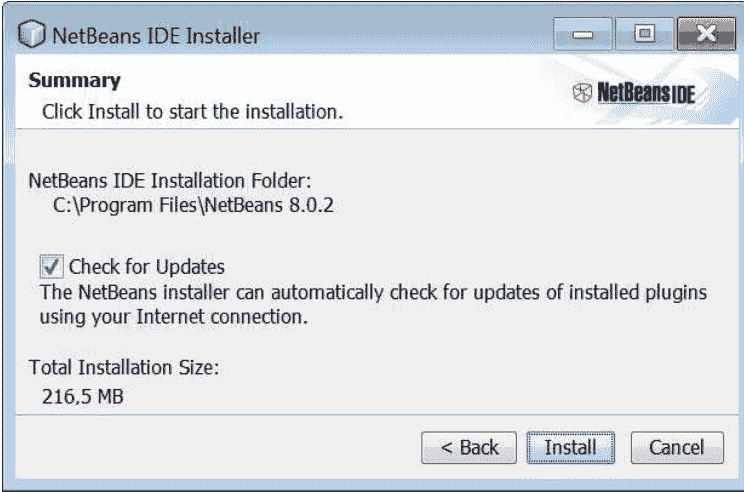 NetBeans IDE Installer
Summary
Click Install to start the installation.
NetBeans IDE
NetBeans IDE Installation Folder:
C:\Program Files\NetBeans 8.0.2
Check for Updates
The NetBeans installer can automatically check for updates of installed plugins
using your Internet connection.
Total Installation Size:
216,5 MB
< Back Install Cancel